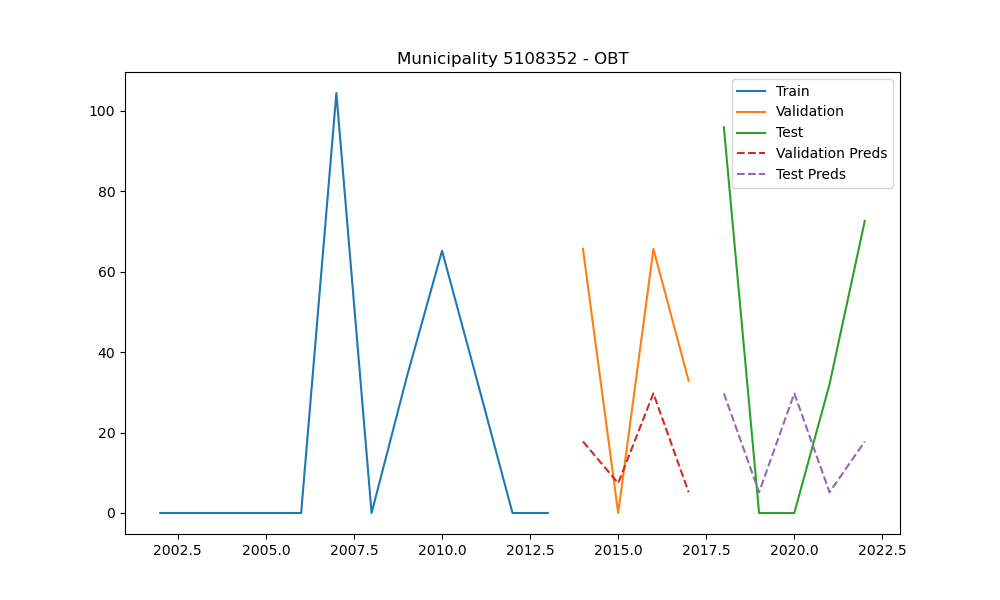 Municipality 5108352 - OBT
Train
Validation
Test
Validation Preds
Test Preds
100
80
60
40
20
0
2002.5 2005.0 2007.5 2010.0 2012.5 2015.0 2017.5 2020.0 2022.5